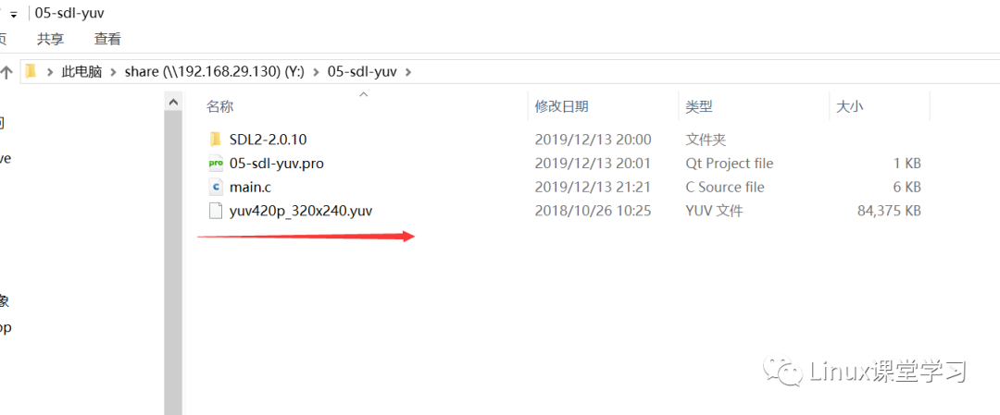 05-sdl-yuv
页 共享 查看
此电脑 > share (\\192.168.29.130) (Y:) > 05-sdl-yuv >
名称 修改日期 类型 大小
SDL2-2.0.10 2019/12/13 20:00 文件夹
pro 05-sdl-yuv.pro 2019/12/13 20:01 Qt Project file 1 KB
c main.c 2019/12/13 21:21 C Source file 6 KB
yuv420p_320x240.yuv 2018/10/26 10:25 YUV 文件 84,375 KB
ve
象
op
Linux课堂学习